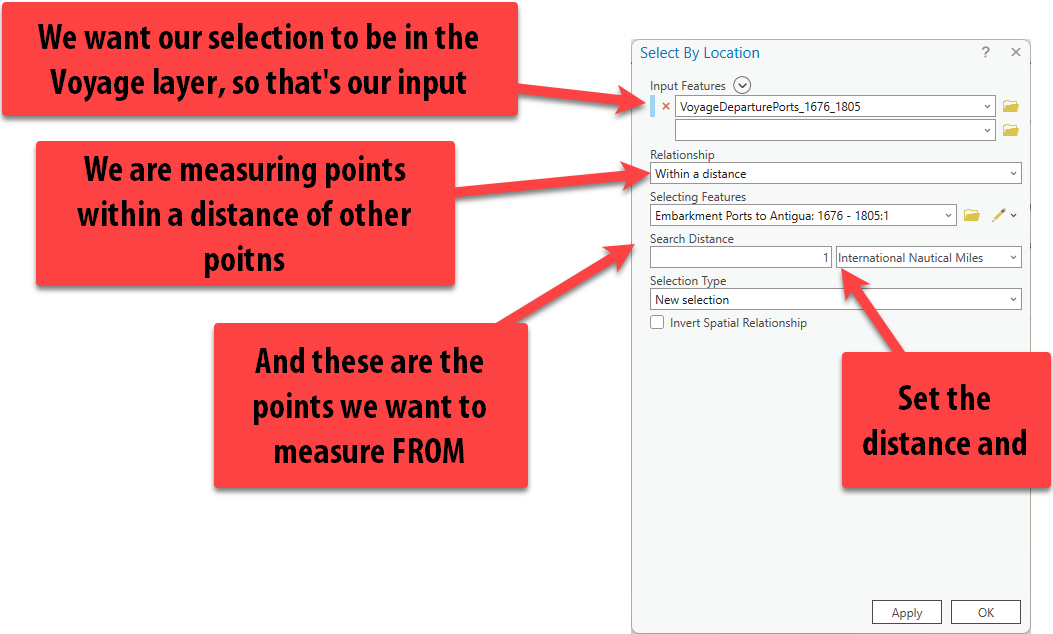 We want our selection to be in the
Voyage layer, so that's our input
We are measuring points
within a distance of other
poitns
And these are the
points we want to
measure FROM
Set the
distance and
Select By Location
?
Input Features
VoyageDeparturePorts_1676_1805
Relationship
Within a distance
Selecting Features
Embarkment Ports to Antigua: 1676 - 1805:1
Search Distance
1 International Nautical Miles
Selection Type
New selection
Invert Spatial Relationship
Apply OK